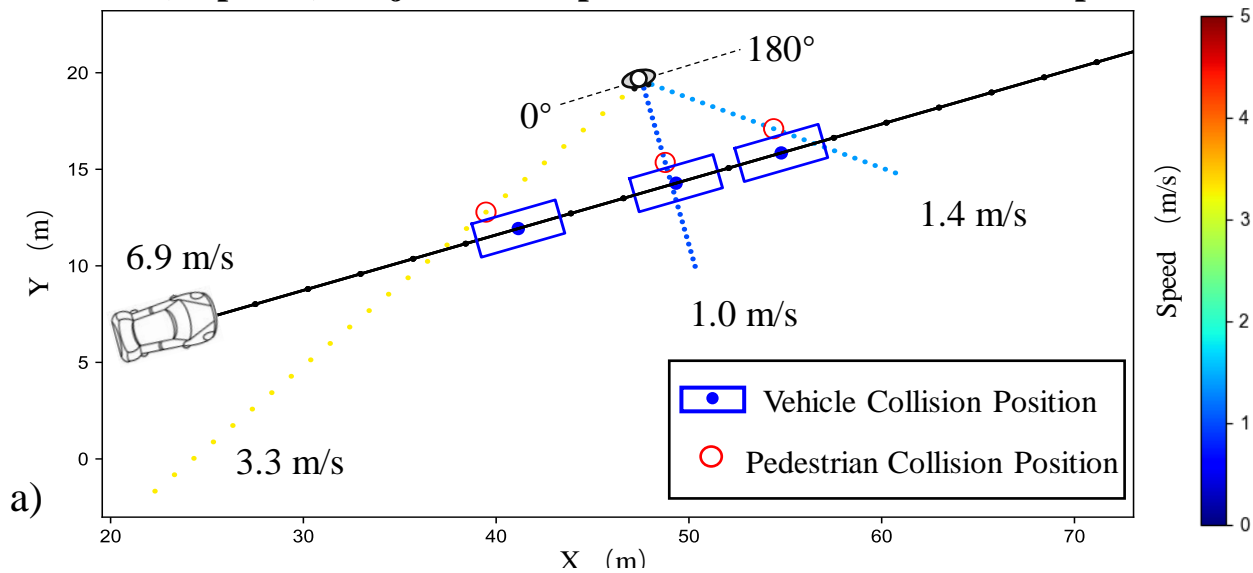 180°
0°
6.9 m/s
1.4 m/s
1.0 m/s
3.3 m/s
Vehicle Collision Position
Pedestrian Collision Position
a)
Y (m)
20
15
10
5
0
20
30
40
50
60
70
X (m)
5
4
3
2
1
0
Speed (m/s)